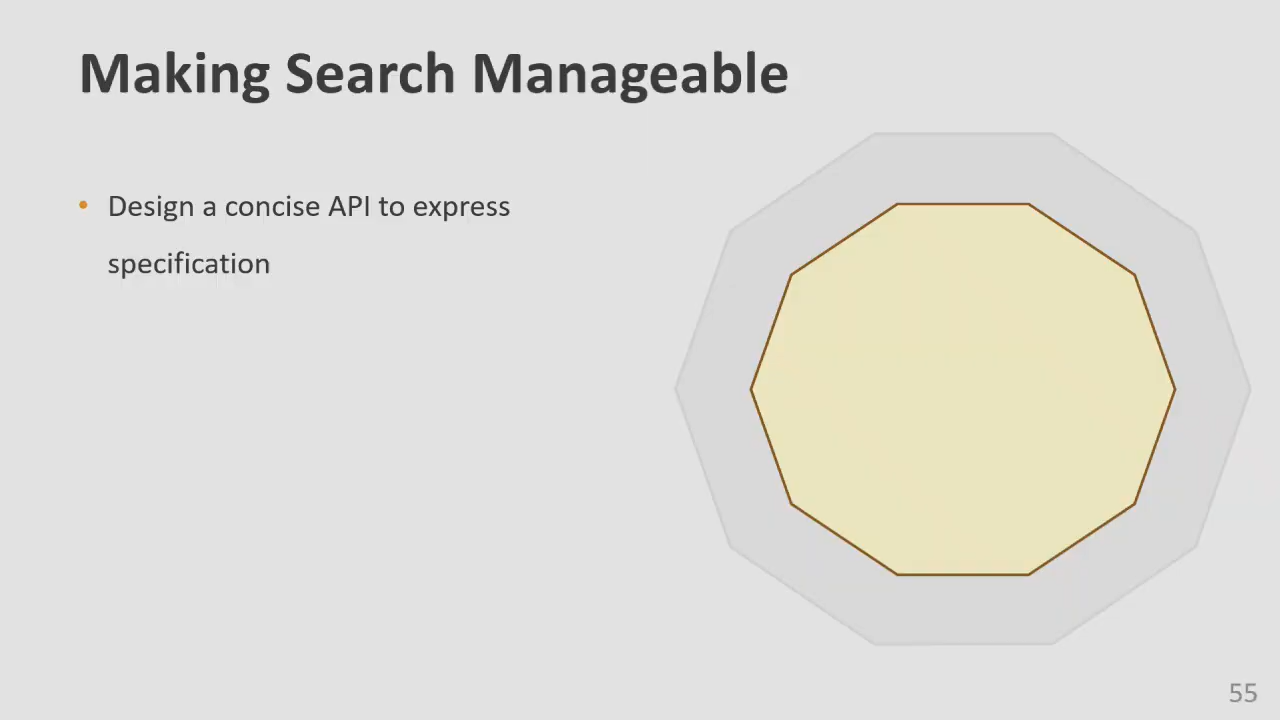 Making Search Manageable
• Design a concise API to express
specification
55